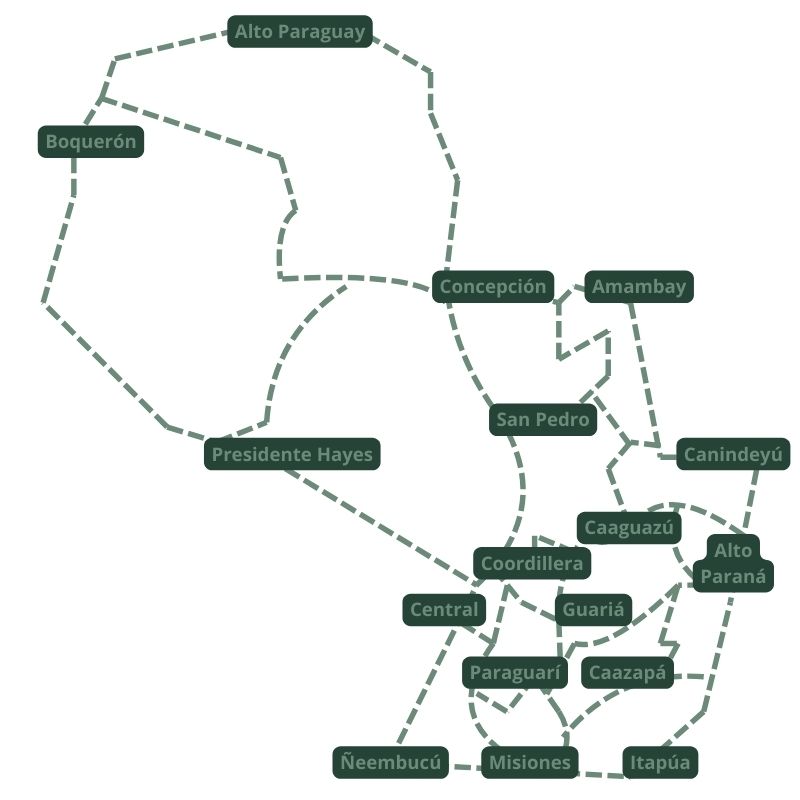 Alto Paraguay
Boquerón
Concepción
Amambay
San Pedro
Presidente Hayes
Canindeyú
Caaguazú
Alto
Paraná
Coordillera
Central
Guariá
Paraguarí
Caazapá
Ñeembucú
Misiones
Itapúa